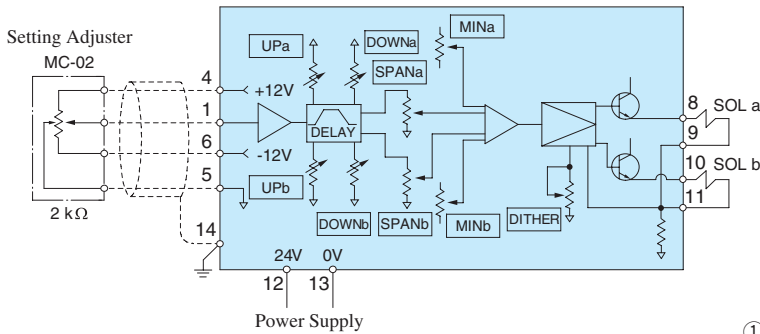 Setting Adjuster
MC-02
2 kΩ
4
1
6
5
14
+12V
-12V
UPa
DOWNa
SPANa
MINa
DELAY
UPb
DOWNb
SPANb
MINb
DITHER
8
SOL a
9
10
SOL b
11
24V
0V
12
13
Power Supply
1